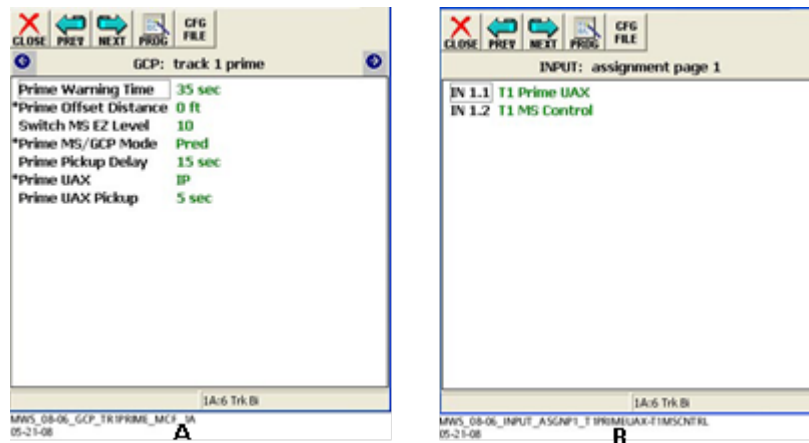 CLOSE PREV NEXT PROG CFG FILE
GCP: track 1 prime
Prime Warning Time 35 sec
*Prime Offset Distance 0 ft
Switch MS EZ Level 10
*Prime MS/GCP Mode Pred
Prime Pickup Delay 15 sec
*Prime UAX IP
Prime UAX Pickup 5 sec
1A:6 Trk Bi
MWS_08-06_GCP_TR1PRIME_MCF_1A
05-21-08
A
CLOSE PREV NEXT PROG CFG FILE
INPUT: assignment page 1
IN 1.1 T1 Prime UAX
IN 1.2 T1 MS Control
1A:6 Trk Bi
MWS_08-06_INPUT_ASGNP1_T1PRIMEUAX-T1MSCNTRL
05-21-08
B